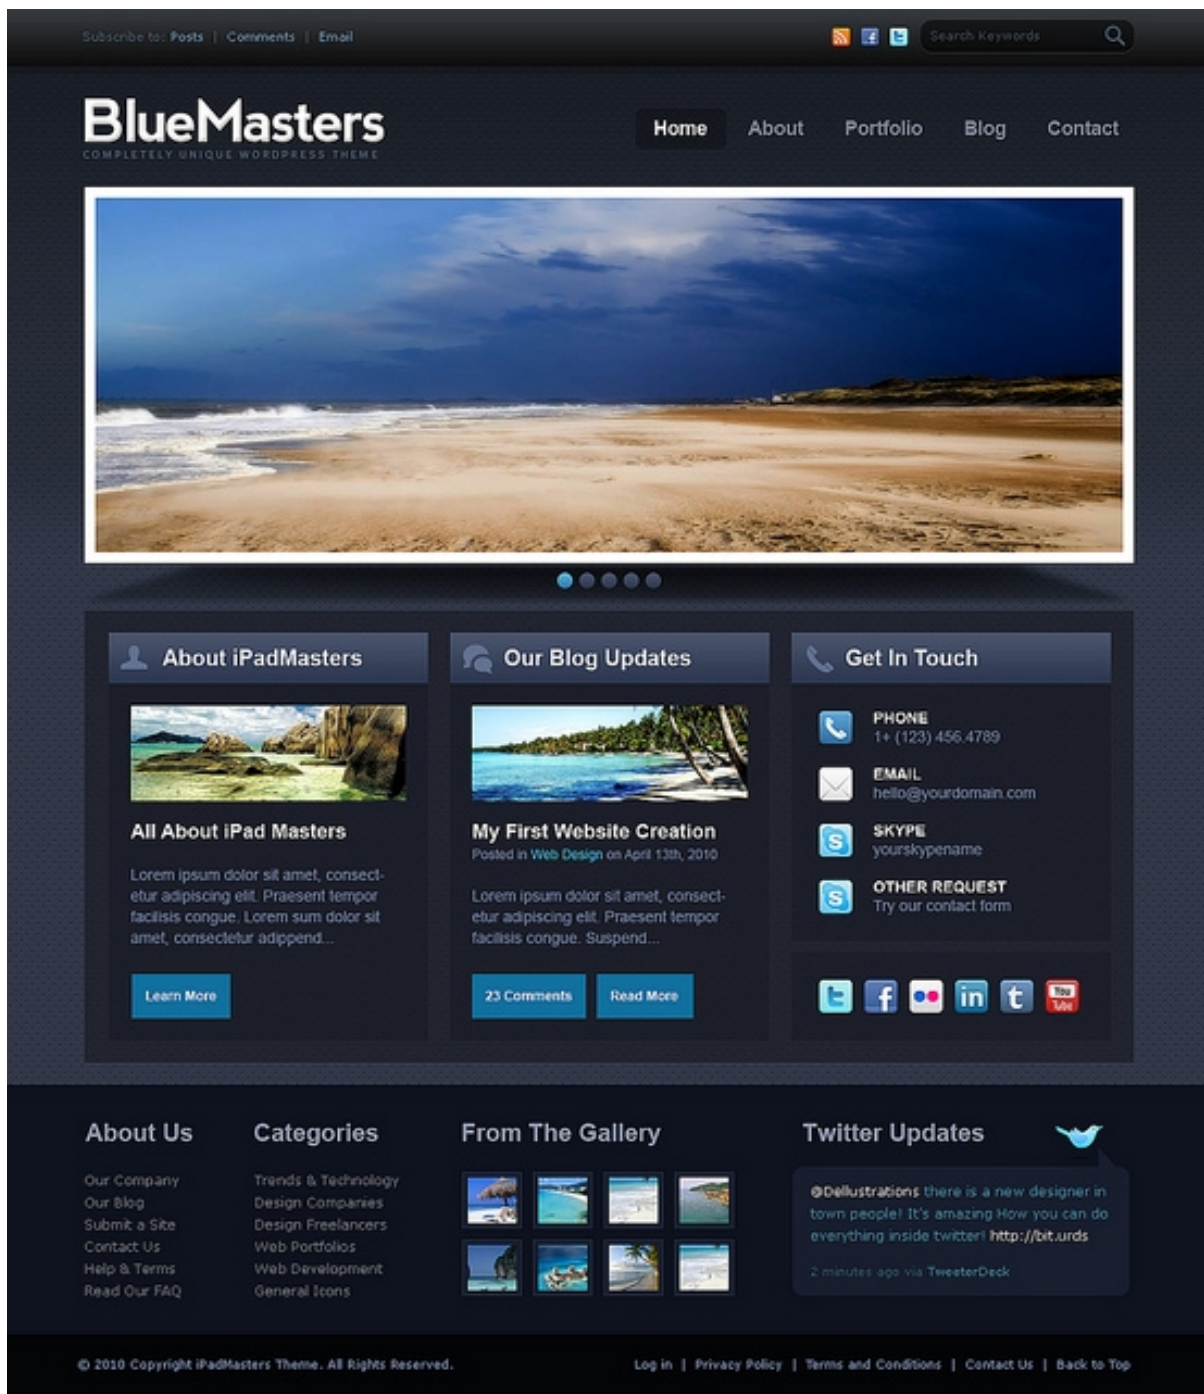 Subscribe to: Posts | Comments | Email
Search Keywords
BlueMasters
COMPLETELY UNIQUE WORDPRESS THEME
Home About Portfolio Blog Contact
About iPadMasters
All About iPad Masters
Lorem ipsum dolor sit amet, consect-
etur adipiscing elit. Praesent tempor
facilisis congue. Lorem sum dolor sit
amet, consectetur adippend...
Learn More
Our Blog Updates
My First Website Creation
Posted in Web Design on April 13th, 2010
Lorem ipsum dolor sit amet, consect-
etur adipiscing elit. Praesent tempor
facilisis congue. Suspend...
23 Comments Read More
Get In Touch
PHONE
1+ (123) 456.4789
EMAIL
hello@yourdomain.com
SKYPE
yourskypename
OTHER REQUEST
Try our contact form
You
Tube
About Us
Our Company
Our Blog
Submit a Site
Contact Us
Help & Terms
Read Our FAQ
Categories
Trends & Technology
Design Companies
Design Freelancers
Web Portfolios
Web Development
General Icons
From The Gallery
Twitter Updates
@Dellustrations there is a new designer in
town people! It's amazing How you can do
everything inside twitter! http://bit.urds
2 minutes ago via TweeterDeck
© 2010 Copyright iPadMasters Theme. All Rights Reserved.
Log in | Privacy Policy | Terms and Conditions | Contact Us | Back to Top